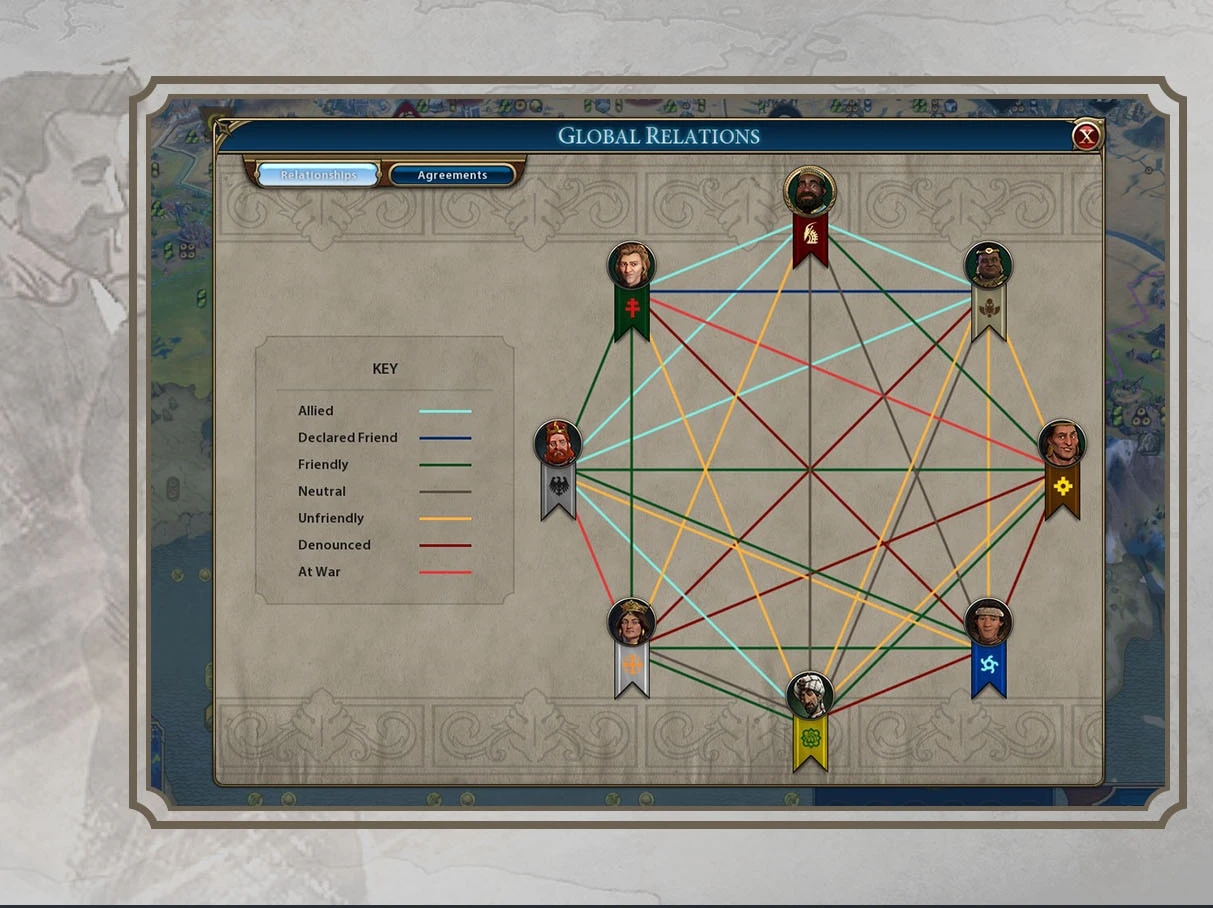 GLOBAL RELATIONS
X
Relationships
Agreements
KEY
Allied
Declared Friend
Friendly
Neutral
Unfriendly
Denounced
At War